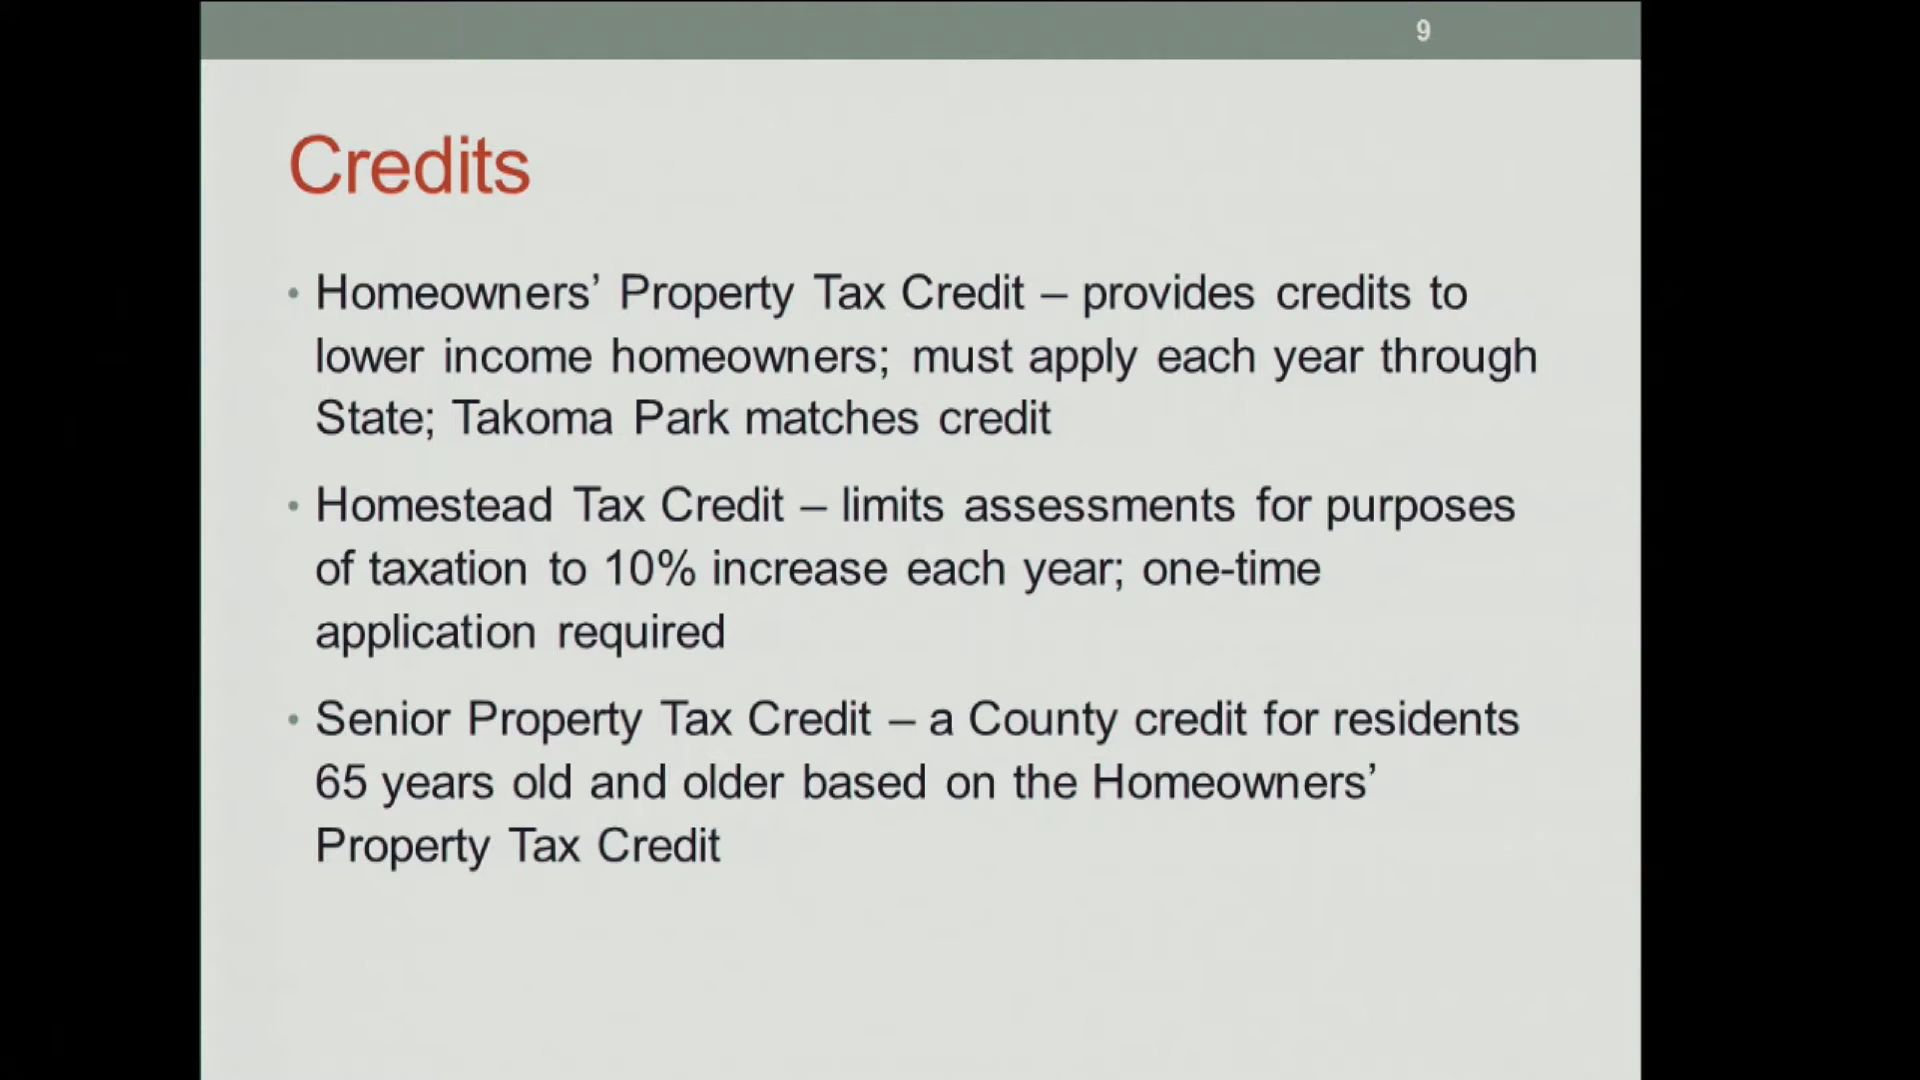 9
Credits
• Homeowners’ Property Tax Credit – provides credits to
lower income homeowners; must apply each year through
State; Takoma Park matches credit
• Homestead Tax Credit – limits assessments for purposes
of taxation to 10% increase each year; one-time
application required
• Senior Property Tax Credit – a County credit for residents
65 years old and older based on the Homeowners’
Property Tax Credit